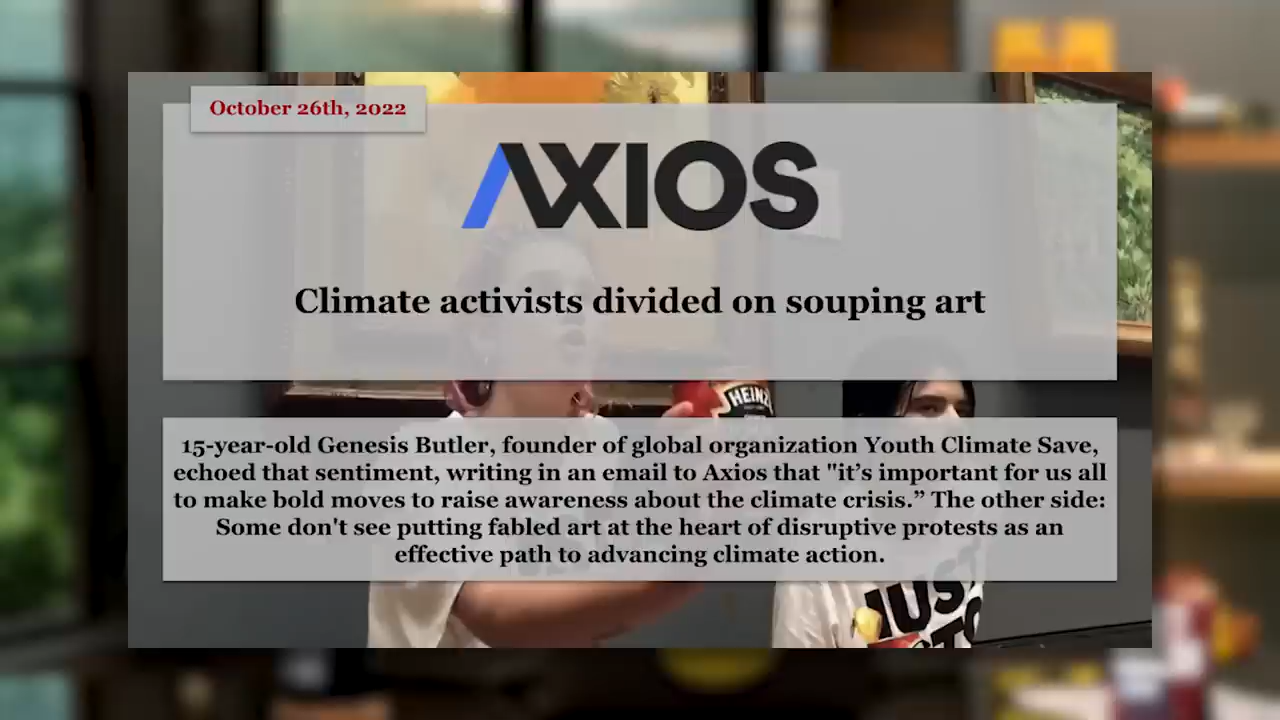 October 26th, 2022
AXIOS
Climate activists divided on souping art
HEINZ
15-year-old Genesis Butler, founder of global organization Youth Climate Save,
echoed that sentiment, writing in an email to Axios that "it’s important for us all
to make bold moves to raise awareness about the climate crisis.” The other side:
Some don't see putting fabled art at the heart of disruptive protests as an
effective path to advancing climate action.
JUST